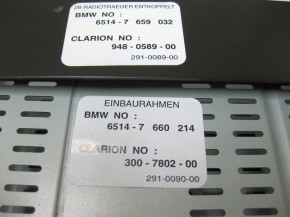 ZB RADIOTRAEGER ENTKOPPELT
BMW NO :
6514 - 7 659 032
CLARION NO :
948 - 0589 - 00
291-0089-00
EINBAURAHMEN
BMW NO :
6514 - 7 660 214
CLARION NO :
300 - 7802 - 00
291-0090-00